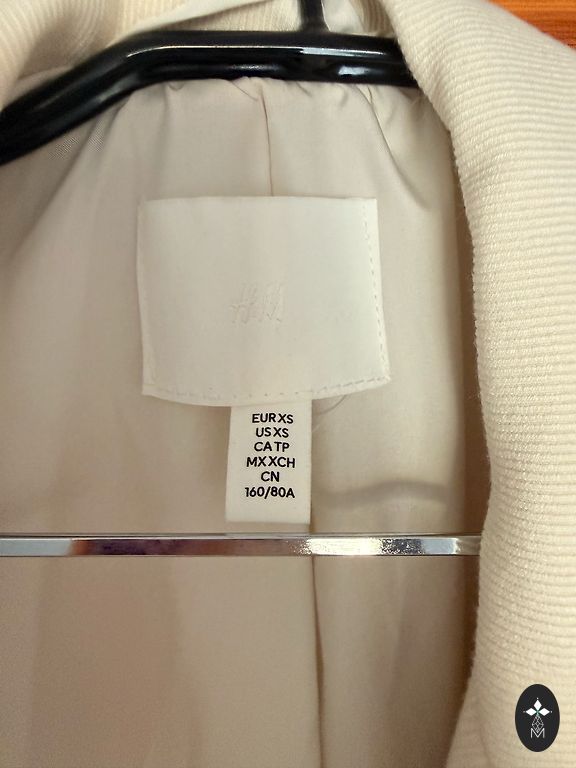 H&M
EUR XS
US XS
CA TP
MX XCH
CN
160/80A
M